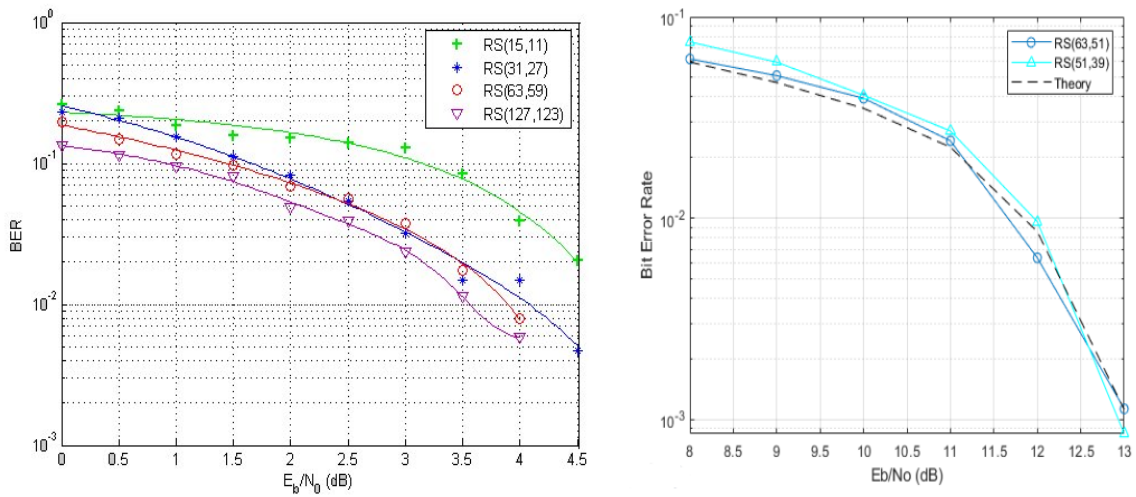 10⁰
10⁻¹
10⁻²
10⁻³
BER
0 0.5 1 1.5 2 2.5 3 3.5 4 4.5
E_b/N_0 (dB)
RS(15,11)
RS(31,27)
RS(63,59)
RS(127,123)
10⁻¹
10⁻²
10⁻³
Bit Error Rate
8 8.5 9 9.5 10 10.5 11 11.5 12 12.5 13
Eb/No (dB)
RS(63,51)
RS(51,39)
Theory